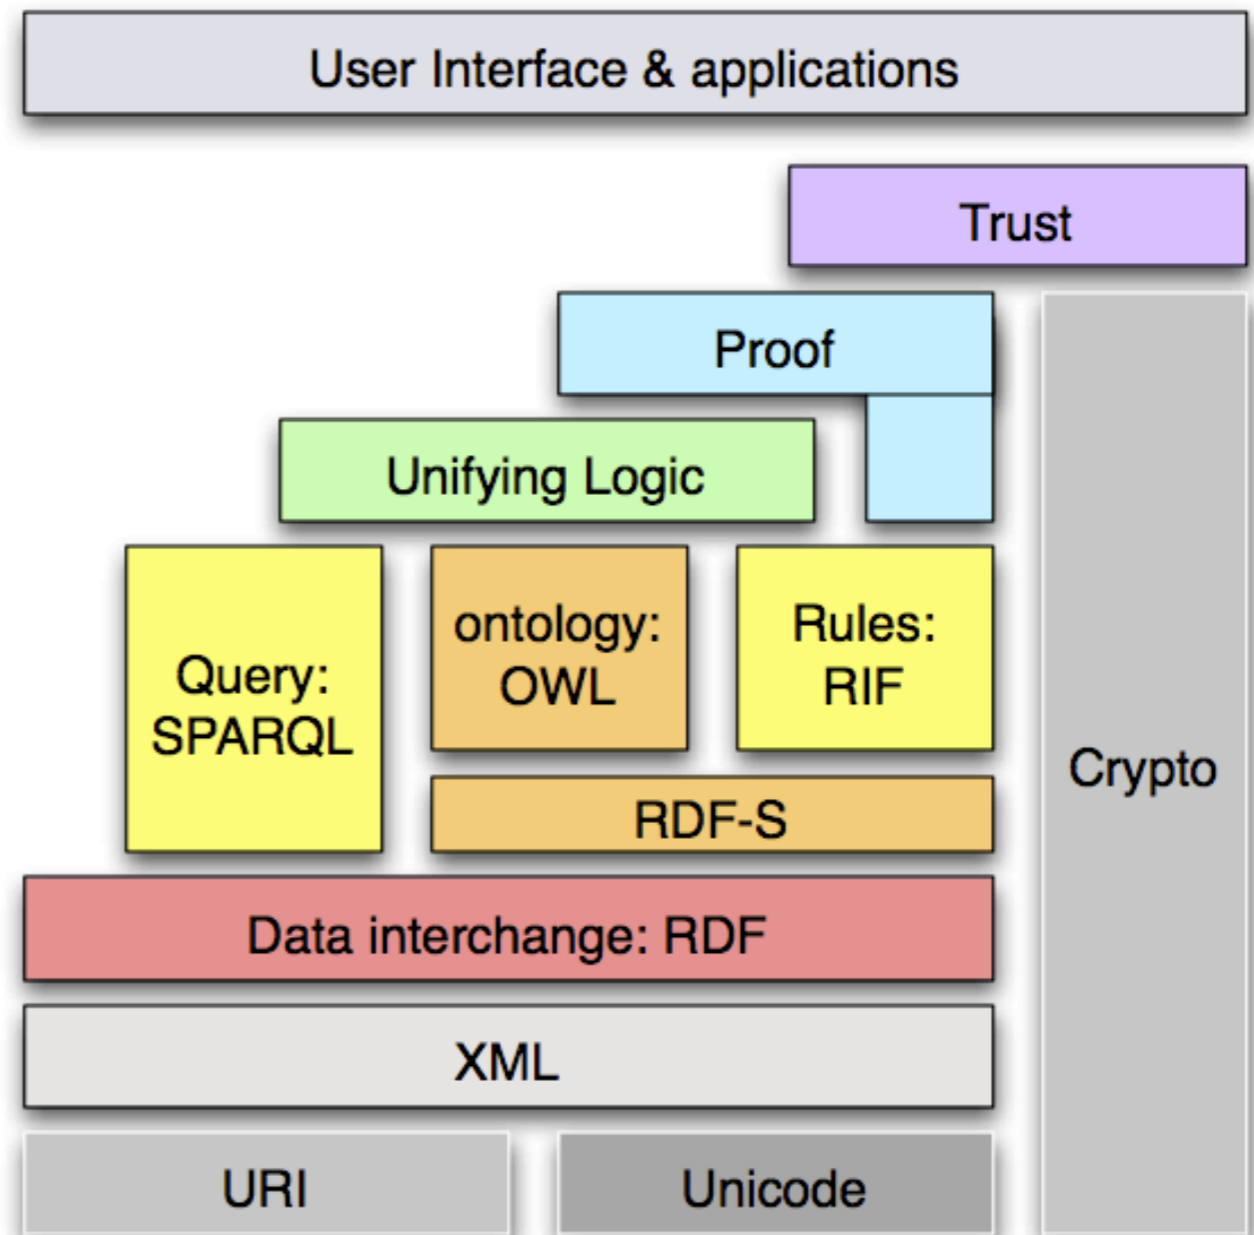 User Interface & applications
Trust
Proof
Unifying Logic
Query:
SPARQL
ontology:
OWL
Rules:
RIF
RDF-S
Crypto
Data interchange: RDF
XML
URI
Unicode